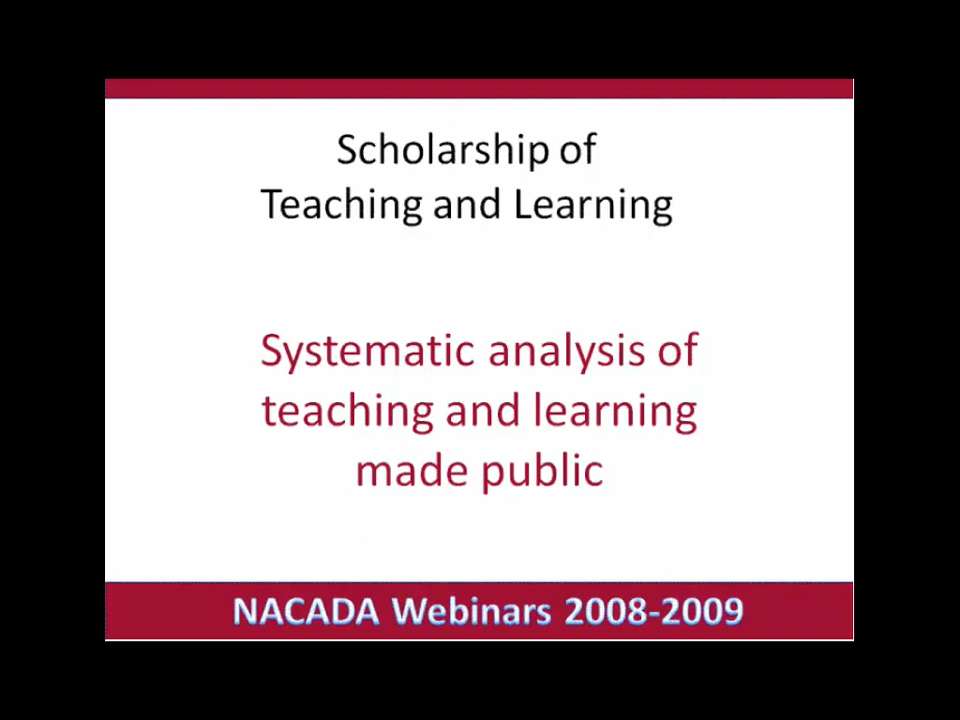 Scholarship of
Teaching and Learning
Systematic analysis of
teaching and learning
made public
NACADA Webinars 2008-2009